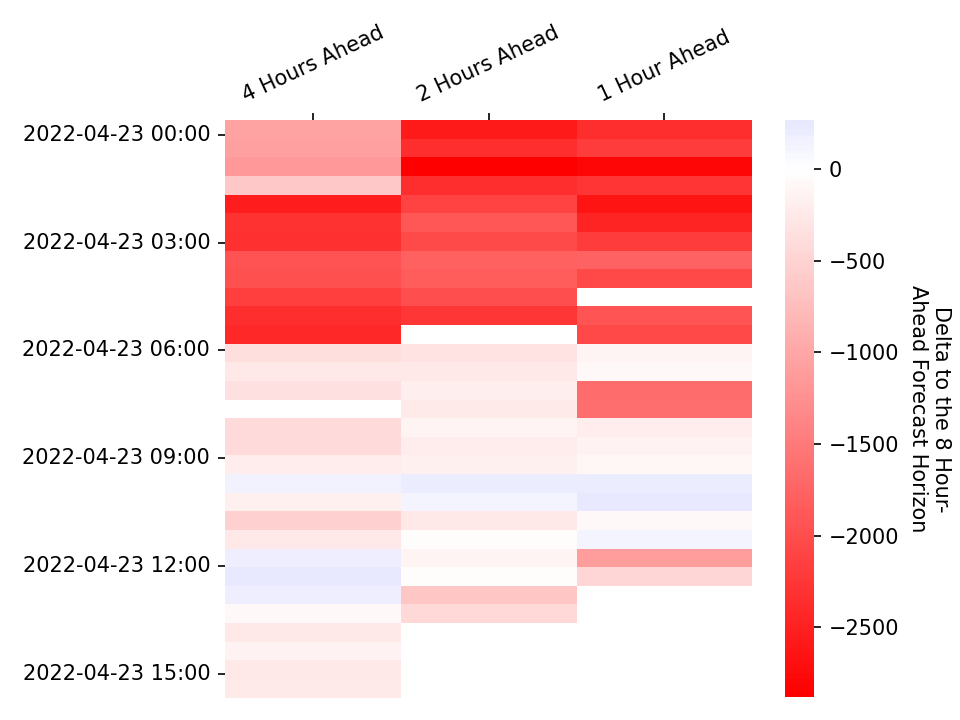 4 Hours Ahead
2 Hours Ahead
1 Hour Ahead
2022-04-23 00:00
2022-04-23 03:00
2022-04-23 06:00
2022-04-23 09:00
2022-04-23 12:00
2022-04-23 15:00
0
−500
−1000
−1500
−2000
−2500
Delta to the 8 Hour-
Ahead Forecast Horizon